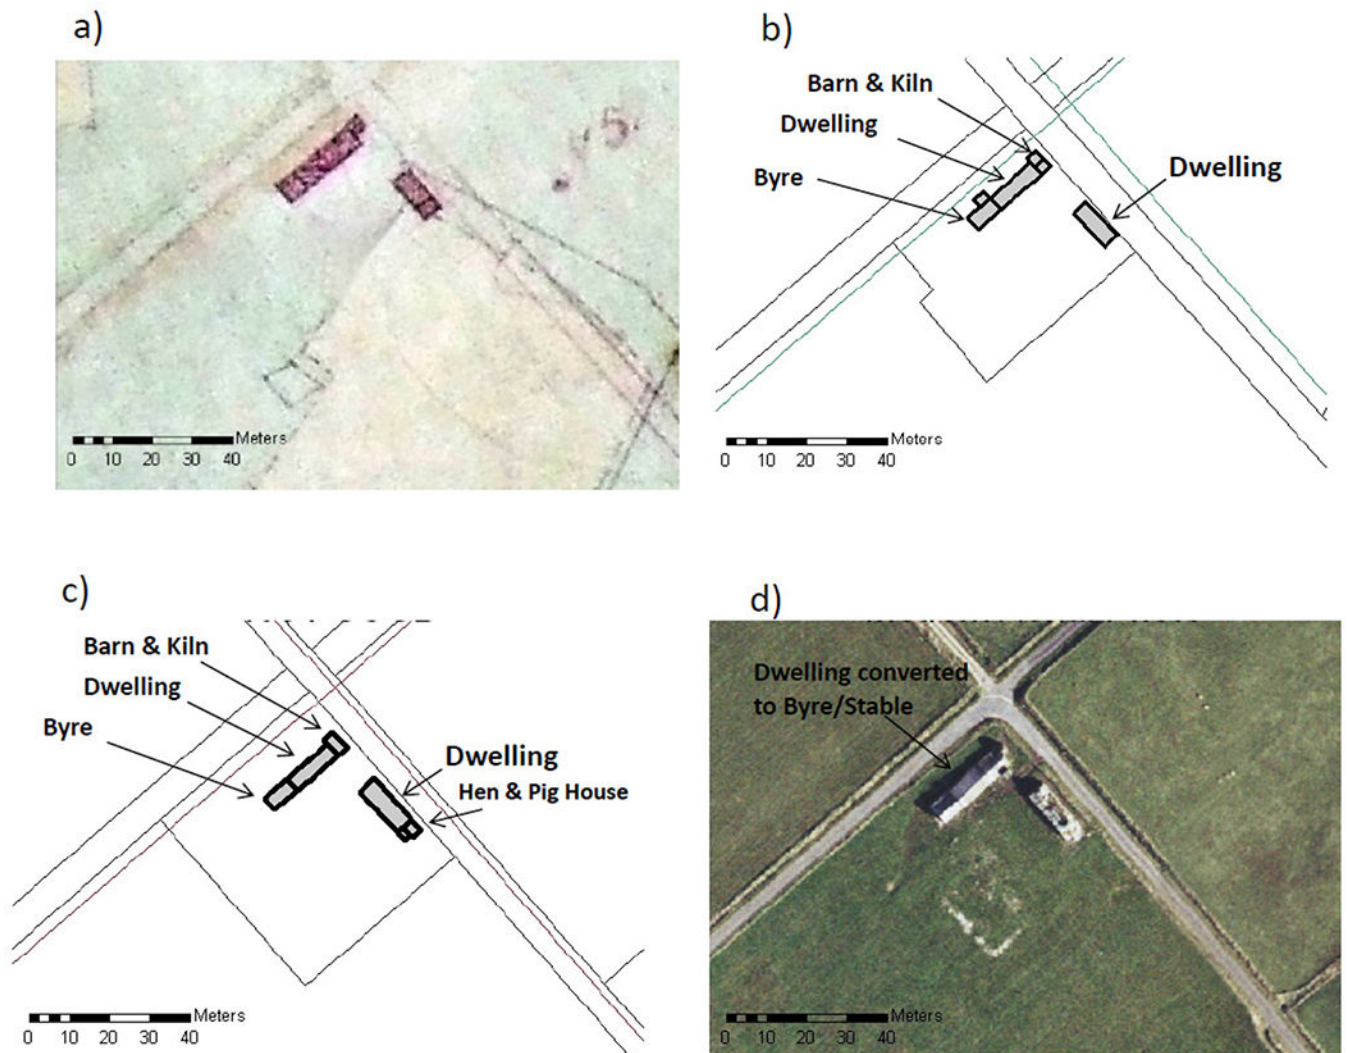 a)
Meters
0 10 20 30 40
b)
Barn & Kiln
Dwelling
Byre
Dwelling
Meters
0 10 20 30 40
c)
Barn & Kiln
Dwelling
Byre
Dwelling
Hen & Pig House
Meters
0 10 20 30 40
d)
Dwelling converted
to Byre/Stable
Meters
0 10 20 30 40